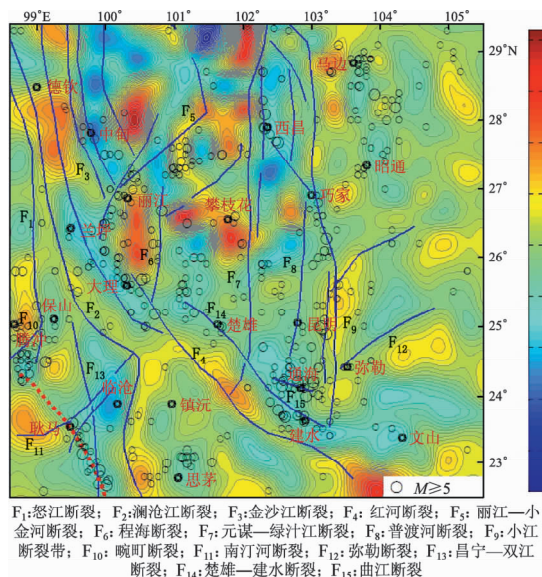 99°E 100 101 102 103 104 105
29°N
28
27
26
25
24
23
马边
德钦
F₅
中甸
西昌
昭通
F₃
丽江
巧家
F₁
攀枝花
兰坪
F₆
F₈
大理
F₇
F₂
保山
F₁₄
F₁₀
楚雄
昆明
F₉
腾冲
F₁₂
F₄
弥勒
F₁₃
通海
临沧
镇沅
F₁₅
耿马
建水
文山
F₁₁
思茅
M≥5
F₁:怒江断裂; F₂:澜沧江断裂; F₃:金沙江断裂; F₄: 红河断裂; F₅: 丽江—小
金河断裂; F₆: 程海断裂; F₇: 元谋—绿汁江断裂; F₈: 普渡河断裂; F₉: 小江
断裂带; F₁₀: 畹町断裂; F₁₁: 南汀河断裂; F₁₂: 弥勒断裂; F₁₃: 昌宁—双江
断裂; F₁₄: 楚雄—建水断裂; F₁₅: 曲江断裂